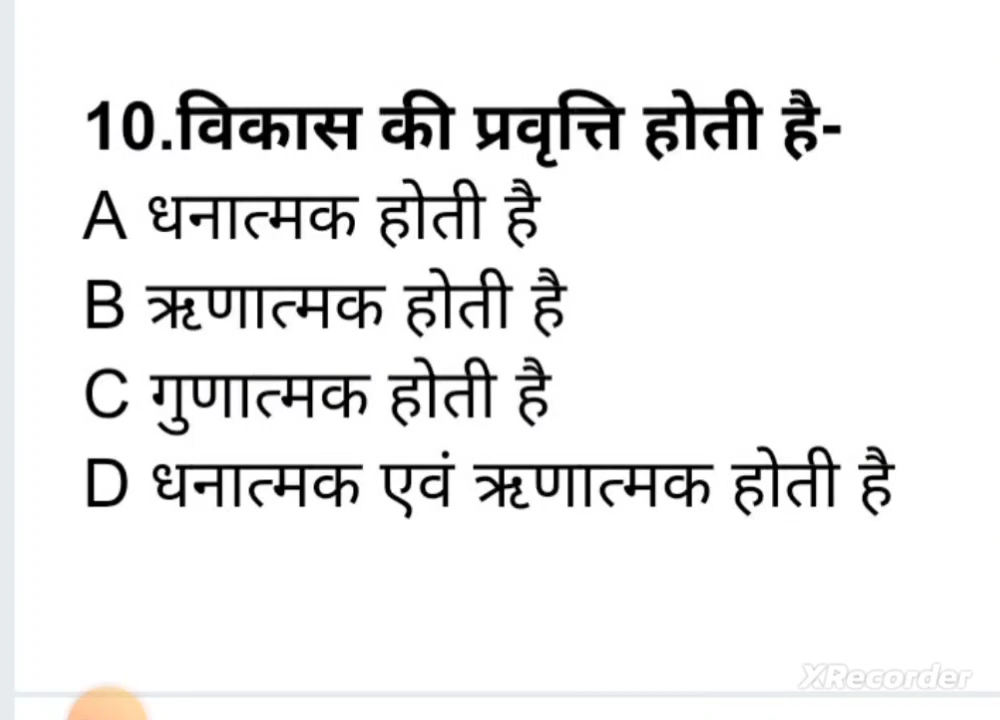 10.विकास की प्रवृत्ति होती है-
A धनात्मक होती है
B ऋणात्मक होती है
C गुणात्मक होती है
D धनात्मक एवं ऋणात्मक होती है
XRecorder